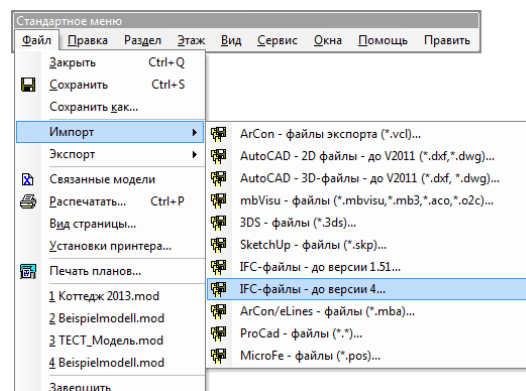 Стандартное меню
Файл Правка Раздел Этаж Вид Сервис Окна Помощь Править
Закрыть Ctrl+Q
Сохранить Ctrl+S
Сохранить как...
Импорт
Экспорт
Связанные модели
Распечатать... Ctrl+P
Вид страницы...
Установки принтера...
Печать планов...
1 Коттедж 2013.mod
2 Beispielmodell.mod
3 ТЕСТ_Модель.mod
4 Beispielmodell.mod
Завершить
ArCon - файлы экспорта (*.vcl)...
AutoCAD - 2D файлы - до V2011 (*.dxf,*.dwg)...
AutoCAD - 3D-файлы - до V2011 (*.dxf, *.dwg)...
mbVisu - файлы (*.mbvisu,*.mb3,*.aco,*.o2c)...
3DS - файлы (*.3ds)...
SketchUp - файлы (*.skp)...
IFC-файлы - до версии 1.51...
IFC-файлы - до версии 4...
ArCon/eLines - файлы (*.mba)...
ProCad - файлы (*.*)...
MicroFe - файлы (*.pos)...